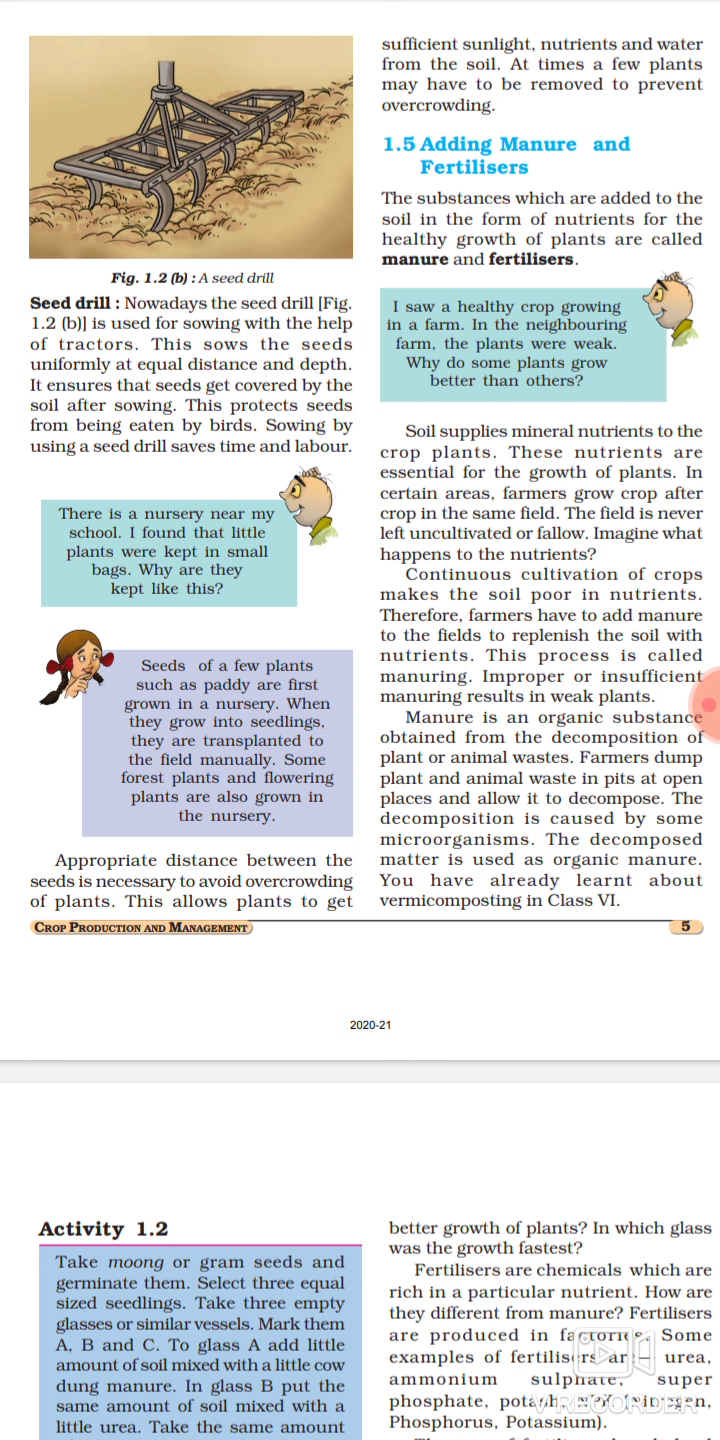 Fig. 1.2 (b) : A seed drill
Seed drill : Nowadays the seed drill [Fig.
1.2 (b)] is used for sowing with the help
of tractors. This sows the seeds
uniformly at equal distance and depth.
It ensures that seeds get covered by the
soil after sowing. This protects seeds
from being eaten by birds. Sowing by
using a seed drill saves time and labour.
There is a nursery near my
school. I found that little
plants were kept in small
bags. Why are they
kept like this?
Seeds of a few plants
such as paddy are first
grown in a nursery. When
they grow into seedlings,
they are transplanted to
the field manually. Some
forest plants and flowering
plants are also grown in
the nursery.
Appropriate distance between the
seeds is necessary to avoid overcrowding
of plants. This allows plants to get
sufficient sunlight, nutrients and water
from the soil. At times a few plants
may have to be removed to prevent
overcrowding.
1.5 Adding Manure and
Fertilisers
The substances which are added to the
soil in the form of nutrients for the
healthy growth of plants are called
manure and fertilisers.
I saw a healthy crop growing
in a farm. In the neighbouring
farm, the plants were weak.
Why do some plants grow
better than others?
Soil supplies mineral nutrients to the
crop plants. These nutrients are
essential for the growth of plants. In
certain areas, farmers grow crop after
crop in the same field. The field is never
left uncultivated or fallow. Imagine what
happens to the nutrients?
Continuous cultivation of crops
makes the soil poor in nutrients.
Therefore, farmers have to add manure
to the fields to replenish the soil with
nutrients. This process is called
manuring. Improper or insufficient
manuring results in weak plants.
Manure is an organic substance
obtained from the decomposition of
plant or animal wastes. Farmers dump
plant and animal waste in pits at open
places and allow it to decompose. The
decomposition is caused by some
microorganisms. The decomposed
matter is used as organic manure.
You have already learnt about
vermicomposting in Class VI.
CROP PRODUCTION AND MANAGEMENT
5
2020-21
Activity 1.2
Take moong or gram seeds and
germinate them. Select three equal
sized seedlings. Take three empty
glasses or similar vessels. Mark them
A, B and C. To glass A add little
amount of soil mixed with a little cow
dung manure. In glass B put the
same amount of soil mixed with a
little urea. Take the same amount
better growth of plants? In which glass
was the growth fastest?
Fertilisers are chemicals which are
rich in a particular nutrient. How are
they different from manure? Fertilisers
are produced in factories. Some
examples of fertilisers are — urea,
ammonium sulphate, super
phosphate, potash, NPK (Nitrogen,
Phosphorus, Potassium).
V RECORDER